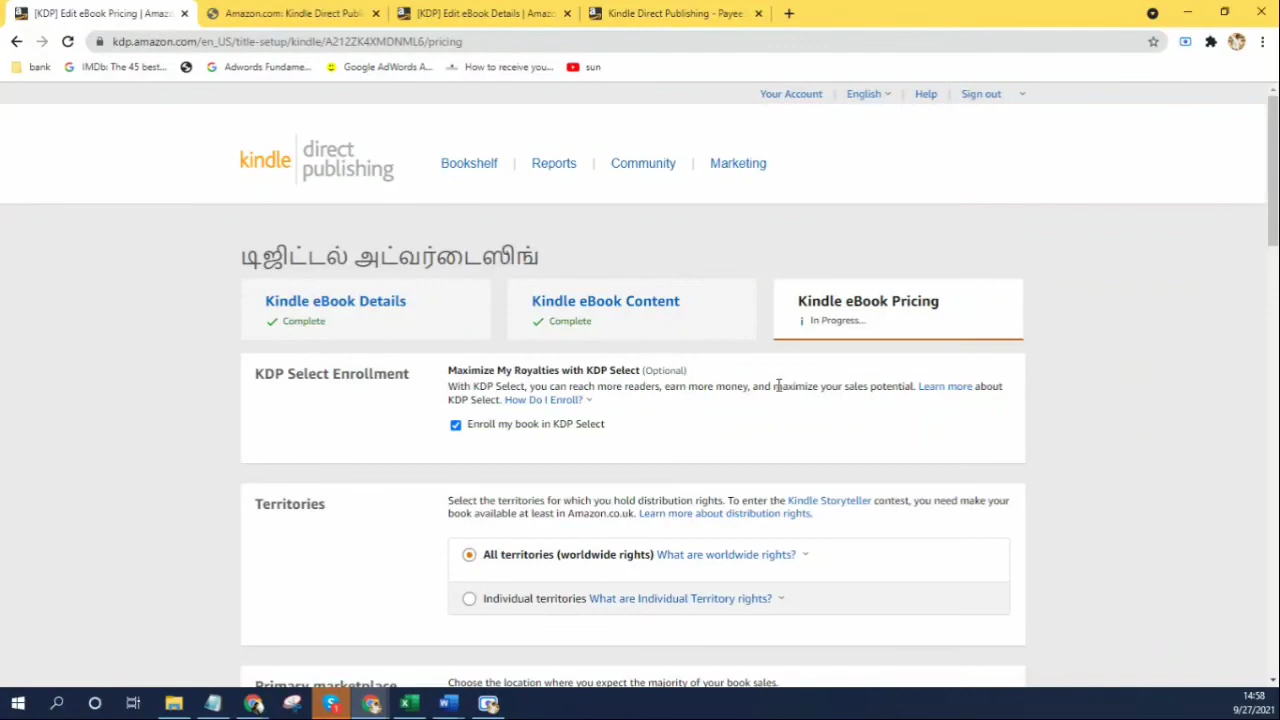 [KDP] Edit eBook Pricing | Amaz
Amazon.com: Kindle Direct Publi
[KDP] Edit eBook Details | Amazo
Kindle Direct Publishing - Payee
kdp.amazon.com/en_US/title-setup/kindle/A212ZK4XMDNML6/pricing
bank
IMDb: The 45 best...
Adwords Fundame...
Google AdWords A...
How to receive you...
sun
Your Account
English
Help
Sign out
kindle direct publishing
Bookshelf
Reports
Community
Marketing
டிஜிட்டல் அட்வர்டைஸிங்
Kindle eBook Details
Complete
Kindle eBook Content
Complete
Kindle eBook Pricing
In Progress...
KDP Select Enrollment
Maximize My Royalties with KDP Select (Optional)
With KDP Select, you can reach more readers, earn more money, and maximize your sales potential. Learn more about
KDP Select. How Do I Enroll?
Enroll my book in KDP Select
Territories
Select the territories for which you hold distribution rights. To enter the Kindle Storyteller contest, you need make your
book available at least in Amazon.co.uk. Learn more about distribution rights.
All territories (worldwide rights) What are worldwide rights?
Individual territories What are Individual Territory rights?
Primary marketplace
Choose the location where you expect the majority of your book sales.
14:58
9/27/2021